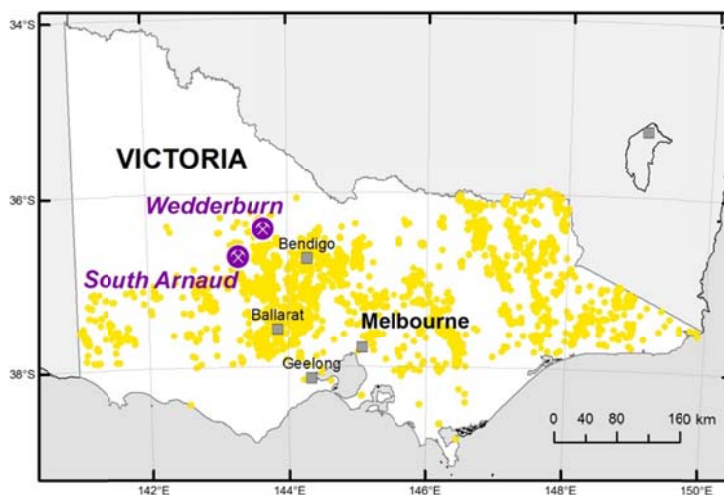 34°S
VICTORIA
36°S
Wedderburn
Bendigo
South Arnaud
Ballarat
Melbourne
Geelong
38°S
0 40 80 160 km
142°E 144°E 146°E 148°E 150°E